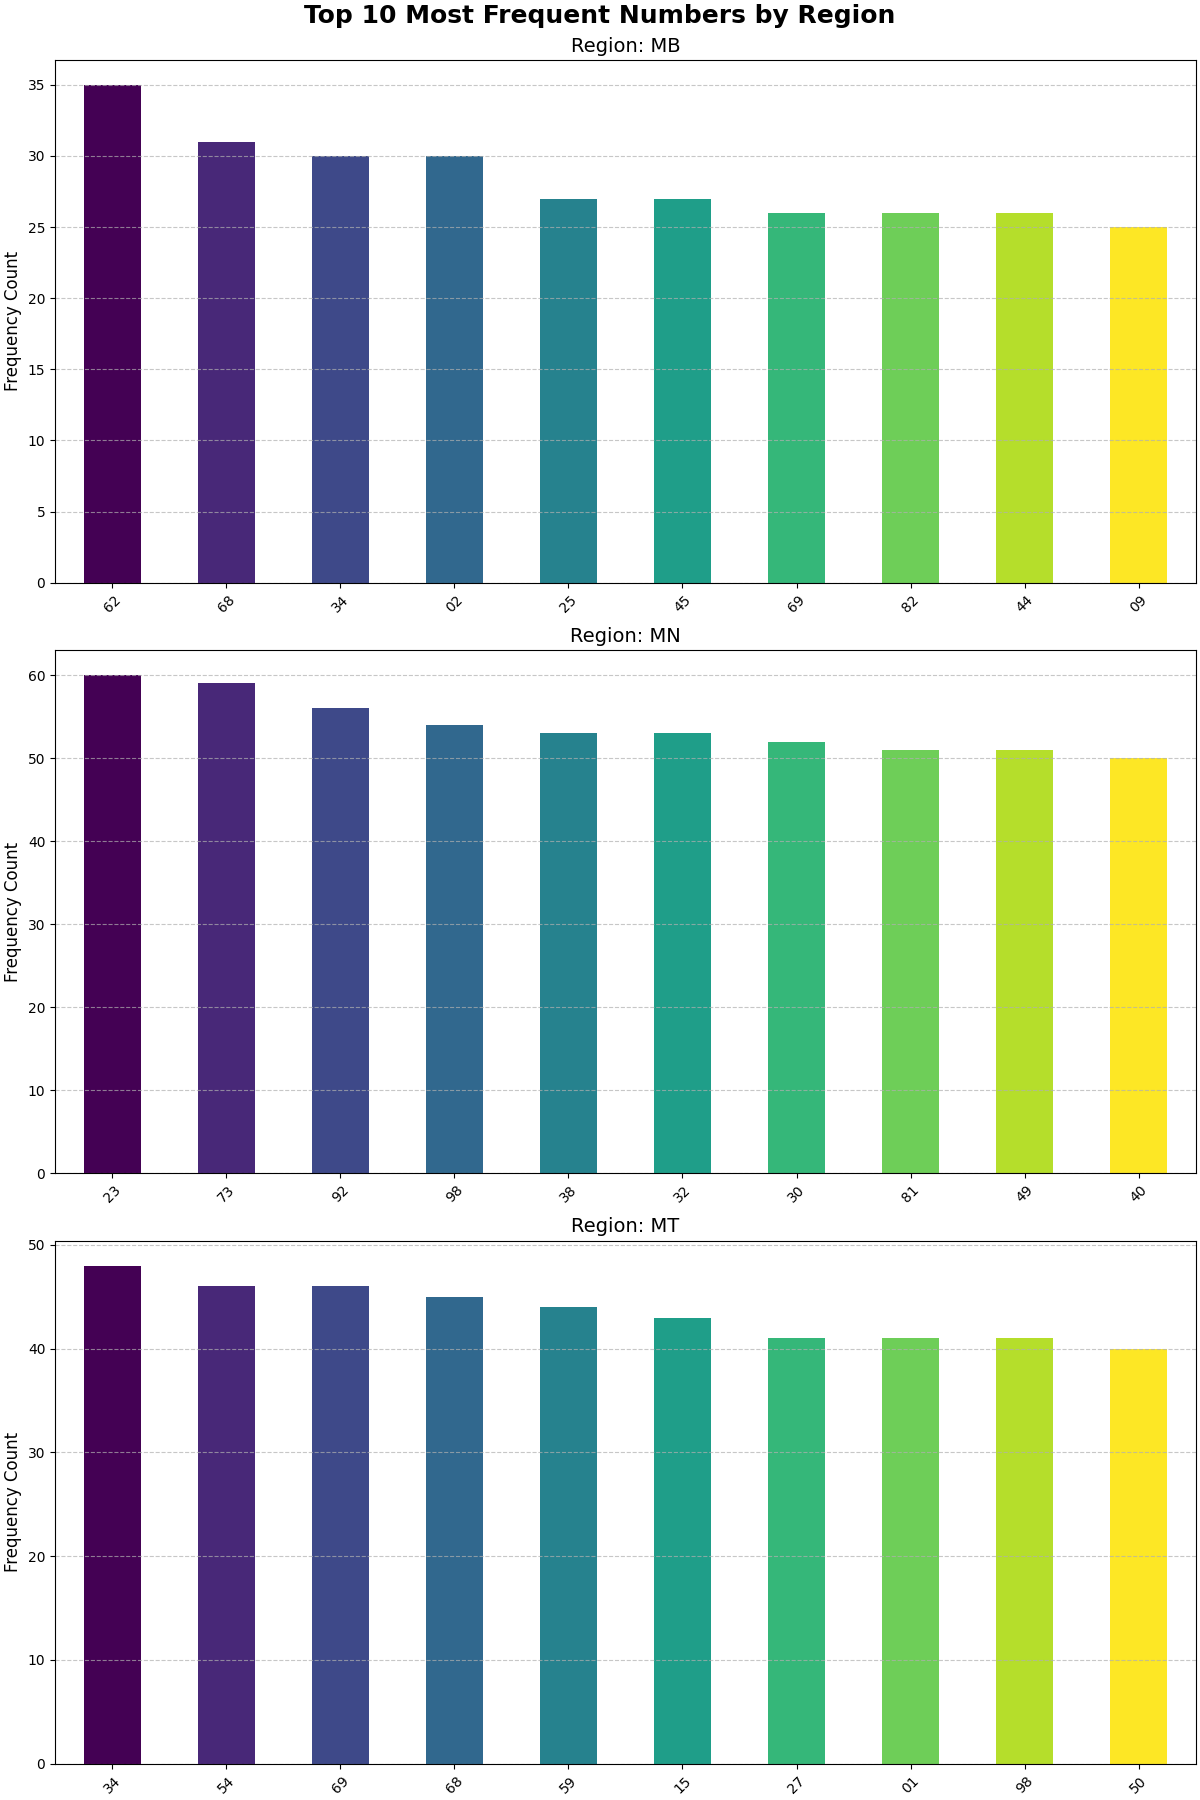 Top 10 Most Frequent Numbers by Region
Region: MB
Frequency Count
35
30
25
20
15
10
5
0
62 68 34 02 25 45 69 82 44 09
Region: MN
Frequency Count
60
50
40
30
20
10
0
23 73 92 98 38 32 30 81 49 40
Region: MT
Frequency Count
50
40
30
20
10
0
34 54 69 68 59 15 27 01 98 50